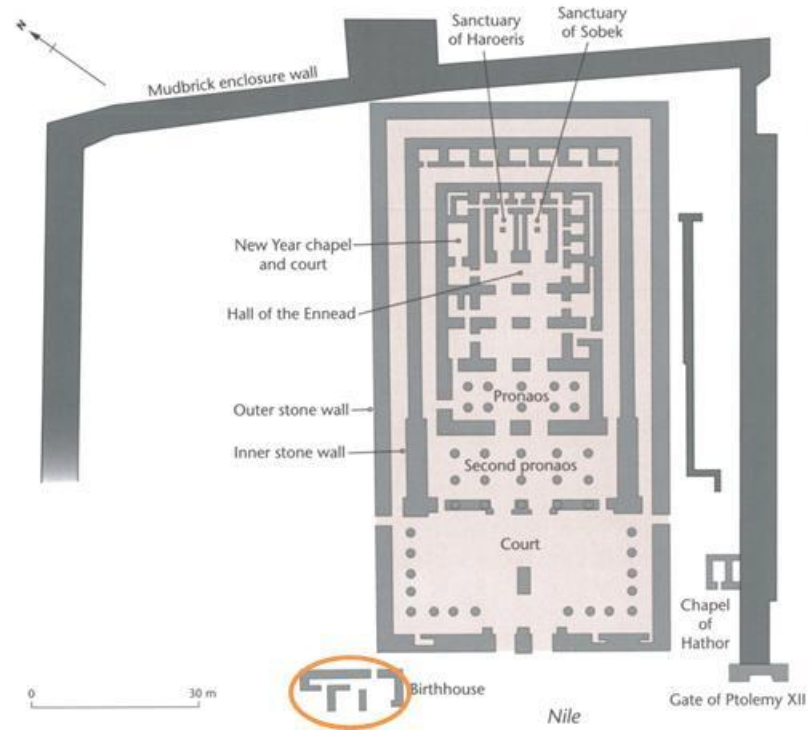 N
Sanctuary
of Haroeris
Sanctuary
of Sobek
Mudbrick enclosure wall
New Year chapel
and court
Hall of the Ennead
Outer stone wall
Pronaos
Inner stone wall
Second pronaos
Court
Chapel
of
Hathor
Birthhouse
Gate of Ptolemy XII
0 30 m
Nile